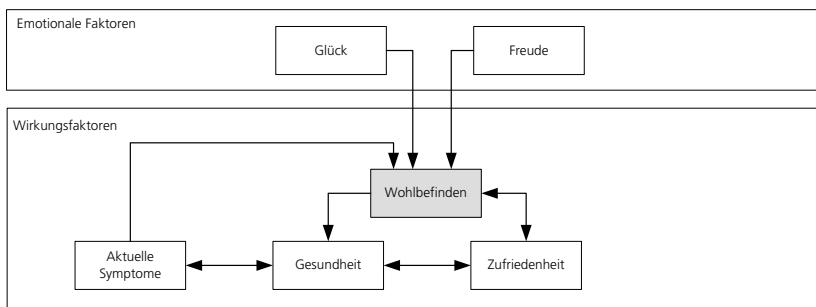 Emotionale Faktoren
Glück
Freude
Wirkungsfaktoren
Wohlbefinden
Aktuelle
Symptome
Gesundheit
Zufriedenheit